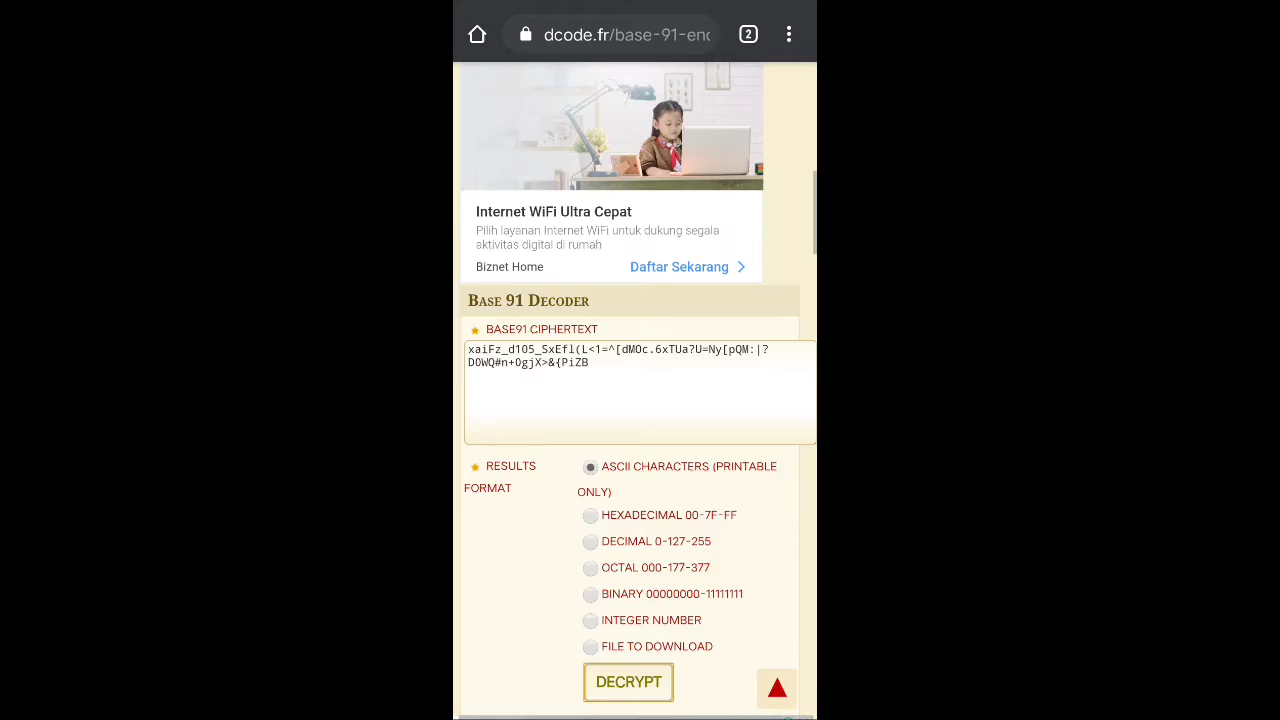 dcode.fr/base-91-enc
2
Internet WiFi Ultra Cepat
Pilih layanan Internet WiFi untuk dukung segala
aktivitas digital di rumah
Biznet Home Daftar Sekarang
BASE 91 DECODER
BASE91 CIPHERTEXT
xaiFz_d1O5_SxEfl(L<1=^[dMOc.6xTUa?U=Ny[pQM:|?
D0WQ#n+0gjX>&{PiZB
RESULTS
FORMAT
ASCII CHARACTERS (PRINTABLE
ONLY)
HEXADECIMAL 00-7F-FF
DECIMAL 0-127-255
OCTAL 000-177-377
BINARY 00000000-11111111
INTEGER NUMBER
FILE TO DOWNLOAD
DECRYPT